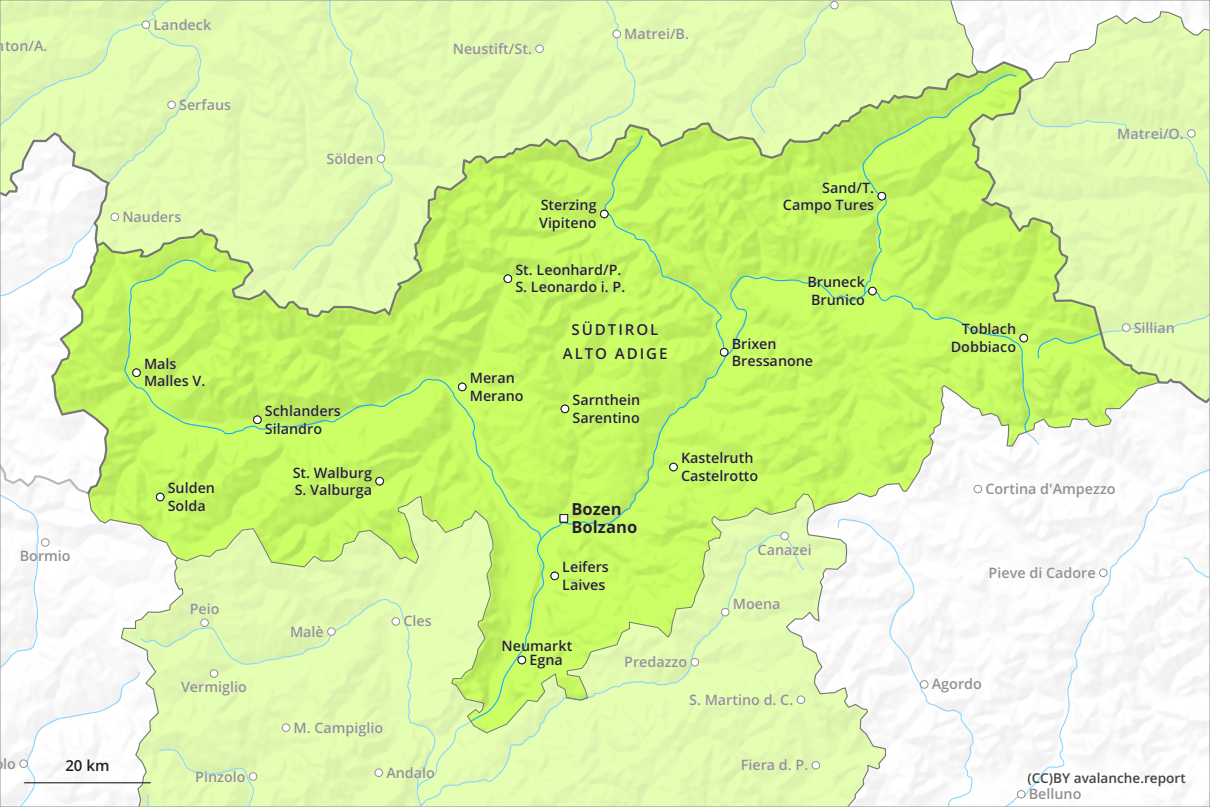 Landeck
nton/A.
Neustift/St.
Matrei/B.
Serfaus
Matrei/O.
Sölden
Sand/T.
Campo Tures
Nauders
Sterzing
Vipiteno
St. Leonhard/P.
S. Leonardo i. P.
Bruneck
Brunico
SÜDTIROL
ALTO ADIGE
Toblach
Dobbiaco
Sillian
Brixen
Bressanone
Mals
Malles V.
Meran
Merano
Sarnthein
Sarentino
Schlanders
Silandro
Kastelruth
Castelrotto
St. Walburg
S. Valburga
Sulden
Solda
Cortina d'Ampezzo
Bozen
Bolzano
Bormio
Canazei
Leifers
Laives
Pieve di Cadore
Peio
Moena
Cles
Malè
Neumarkt
Egna
Predazzo
Vermiglio
Agordo
S. Martino d. C.
M. Campiglio
20 km
olo
Pinzolo
Andalo
Fiera d. P.
(CC)BY avalanche.report
Belluno